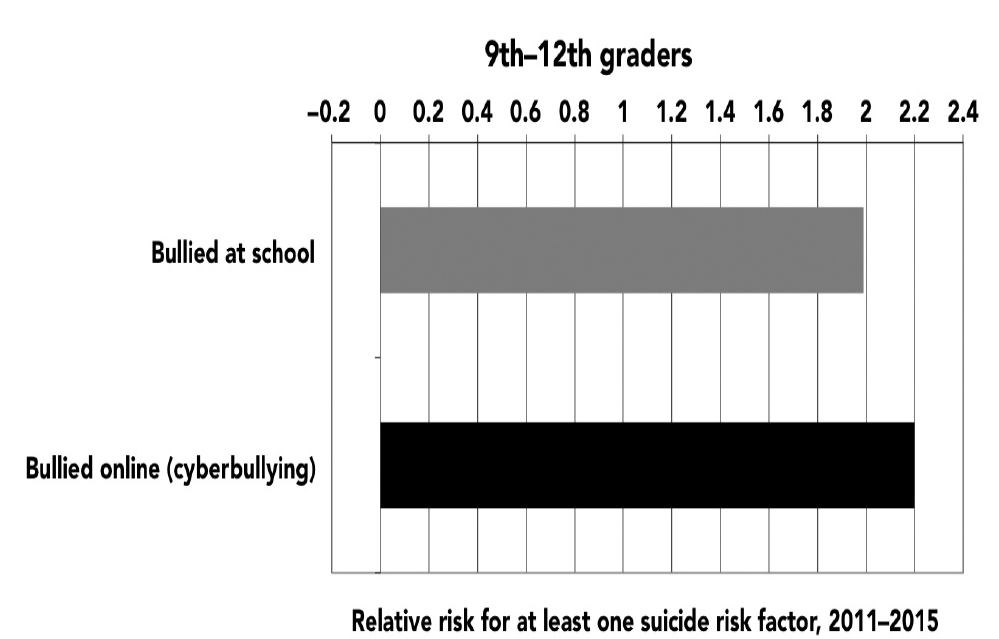 9th–12th graders
–0.2 0 0.2 0.4 0.6 0.8 1 1.2 1.4 1.6 1.8 2 2.2 2.4
Bullied at school
Bullied online (cyberbullying)
Relative risk for at least one suicide risk factor, 2011–2015